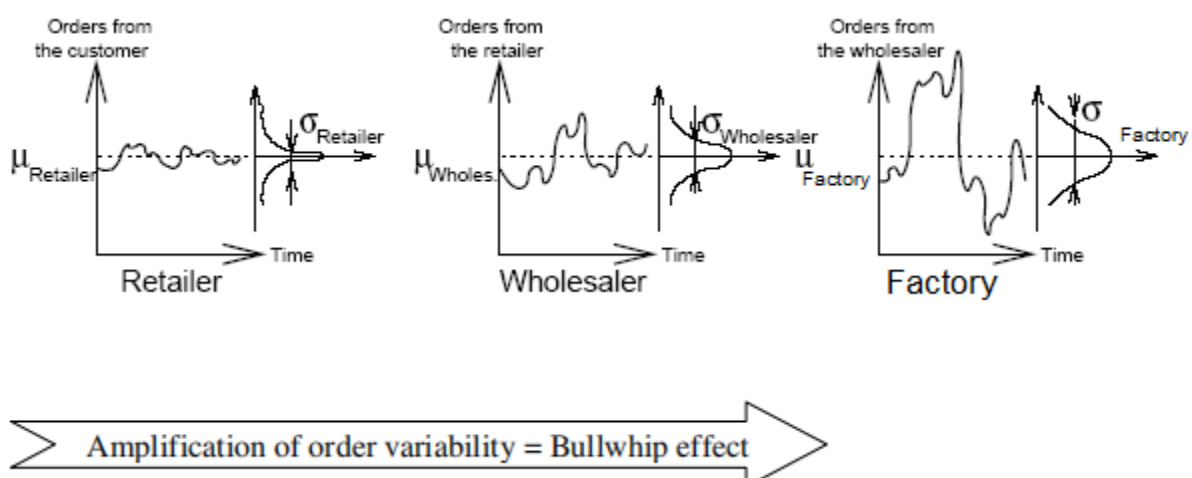 Orders from
the customer
σRetailer
μRetailer
Time
Retailer
Orders from
the retailer
σWholesaler
μWholes.
Time
Wholesaler
Orders from
the wholesaler
σ
Factory
μ
Factory
Time
Factory
Amplification of order variability = Bullwhip effect